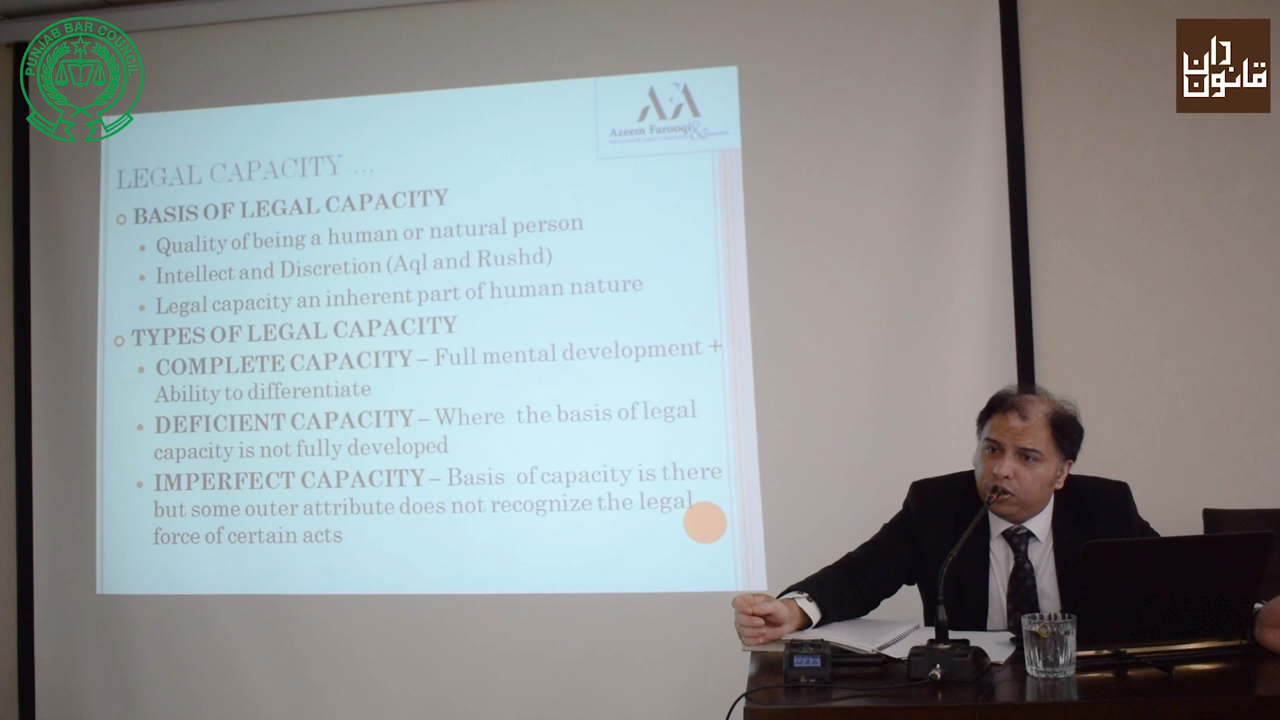 PUNJAB BAR COUNCIL
قانون دان
AFA
Azeem Farooqi &
LEGAL CAPACITY ...
BASIS OF LEGAL CAPACITY
• Quality of being a human or natural person
• Intellect and Discretion (Aql and Rushd)
• Legal capacity an inherent part of human nature
TYPES OF LEGAL CAPACITY
• COMPLETE CAPACITY – Full mental development +
Ability to differentiate
• DEFICIENT CAPACITY – Where the basis of legal
capacity is not fully developed
• IMPERFECT CAPACITY – Basis of capacity is there
but some outer attribute does not recognize the legal
force of certain acts